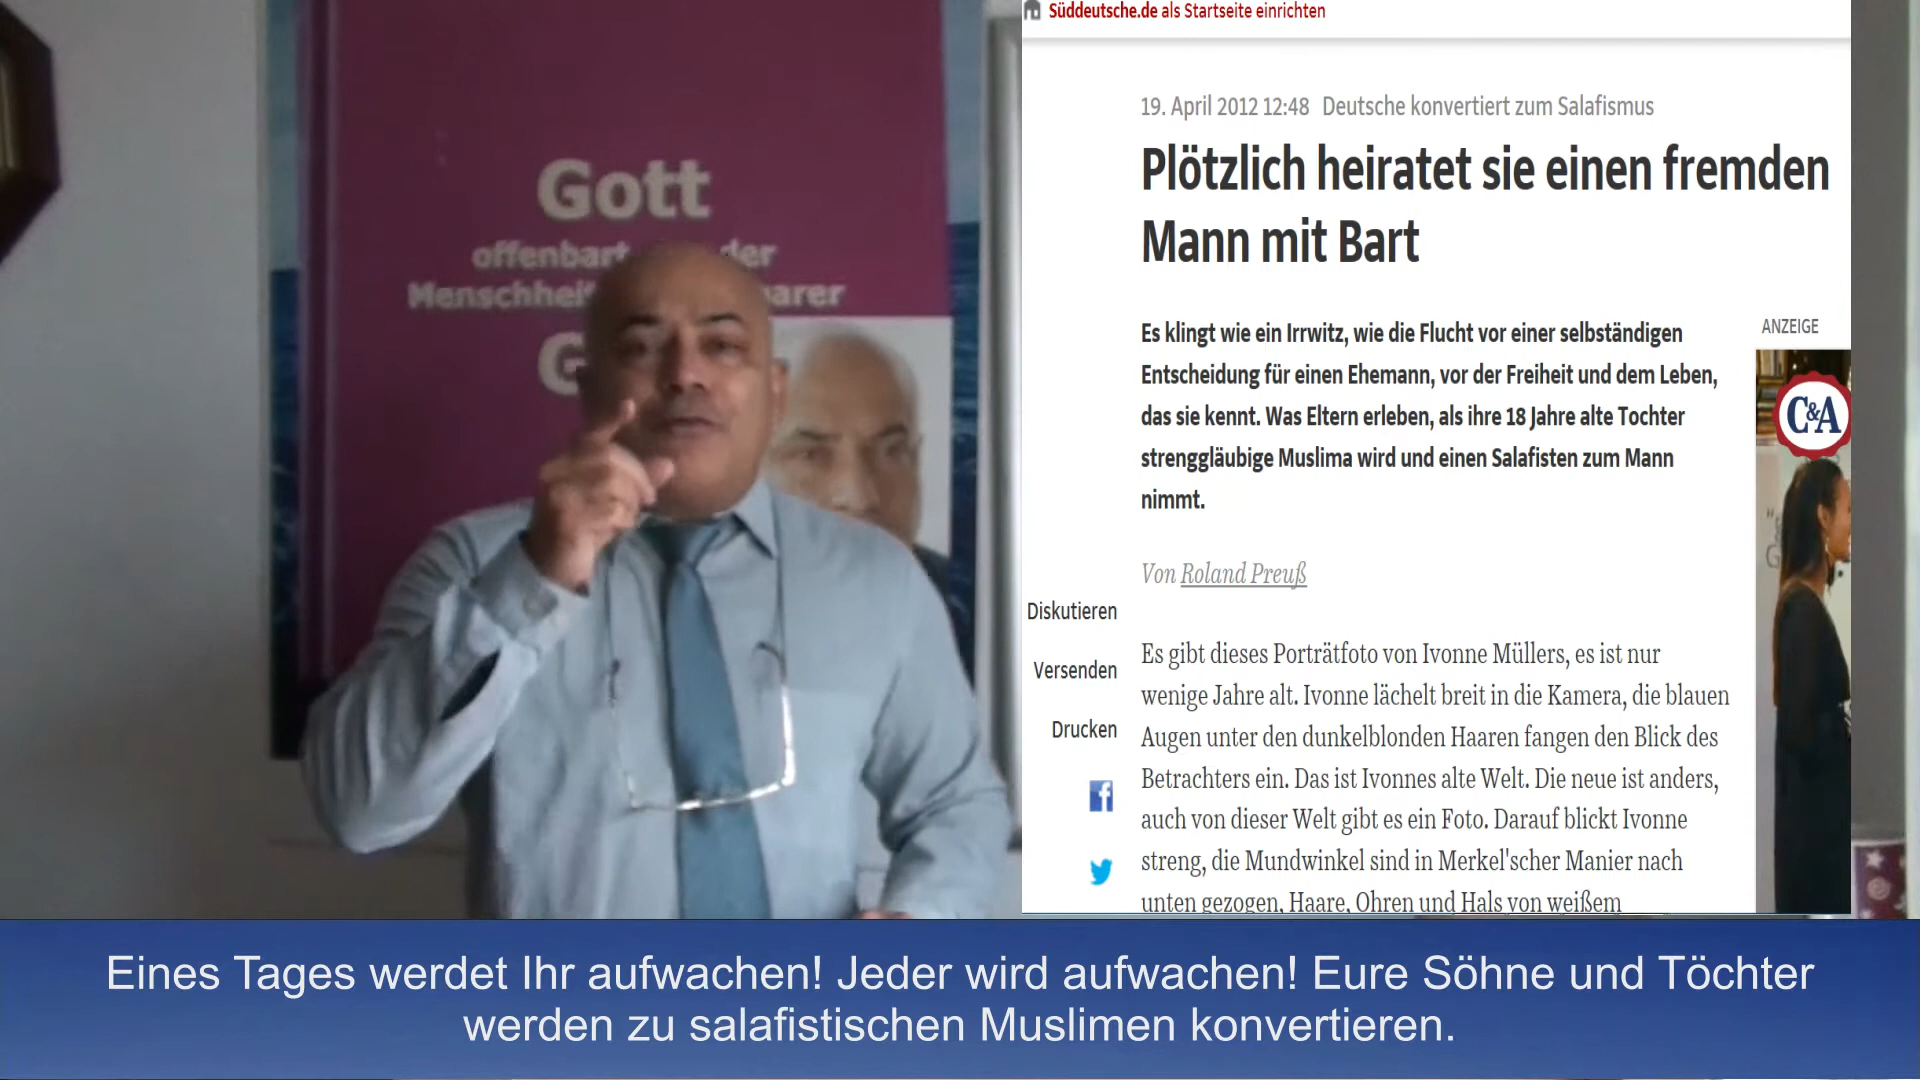 Gott
offenbart der
arer
Süddeutsche.de als Startseite einrichten
19. April 2012 12:48 Deutsche konvertiert zum Salafismus
Plötzlich heiratet sie einen fremden
Mann mit Bart
Es klingt wie ein Irrwitz, wie die Flucht vor einer selbständigen
Entscheidung für einen Ehemann, vor der Freiheit und dem Leben,
das sie kennt. Was Eltern erleben, als ihre 18 Jahre alte Tochter
strenggläubige Muslima wird und einen Salafisten zum Mann
nimmt.
ANZEIGE
C&A
Von Roland Preuß
Diskutieren
Versenden
Drucken
Es gibt dieses Porträtfoto von Ivonne Müllers, es ist nur
wenige Jahre alt. Ivonne lächelt breit in die Kamera, die blauen
Augen unter den dunkelblonden Haaren fangen den Blick des
Betrachters ein. Das ist Ivonnes alte Welt. Die neue ist anders,
auch von dieser Welt gibt es ein Foto. Darauf blickt Ivonne
streng, die Mundwinkel sind in Merkel'scher Manier nach
unten gezogen, Haare, Ohren und Hals von weißem
Eines Tages werdet Ihr aufwachen! Jeder wird aufwachen! Eure Söhne und Töchter
werden zu salafistischen Muslimen konvertieren.